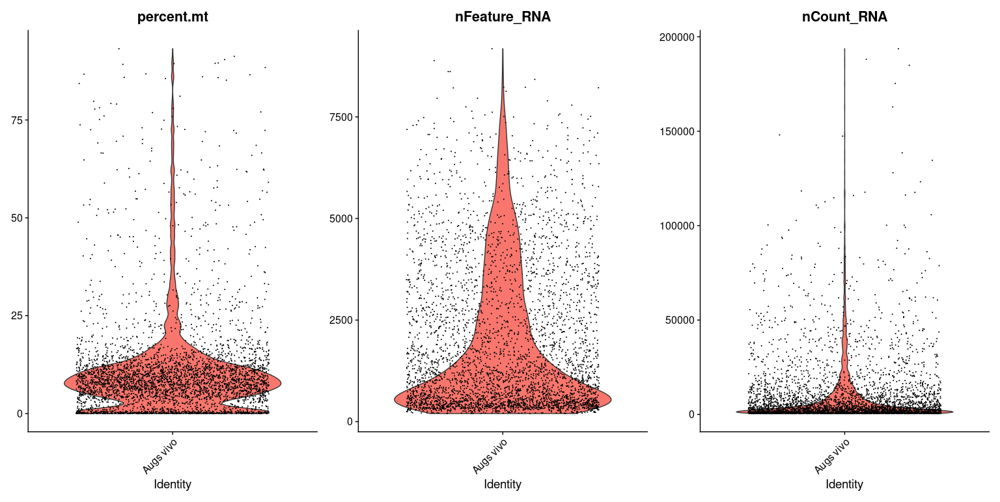 percent.mt
75
50
25
0
Augs vivo
Identity
nFeature_RNA
7500
5000
2500
0
Augs vivo
Identity
nCount_RNA
200000
150000
100000
50000
0
Augs vivo
Identity